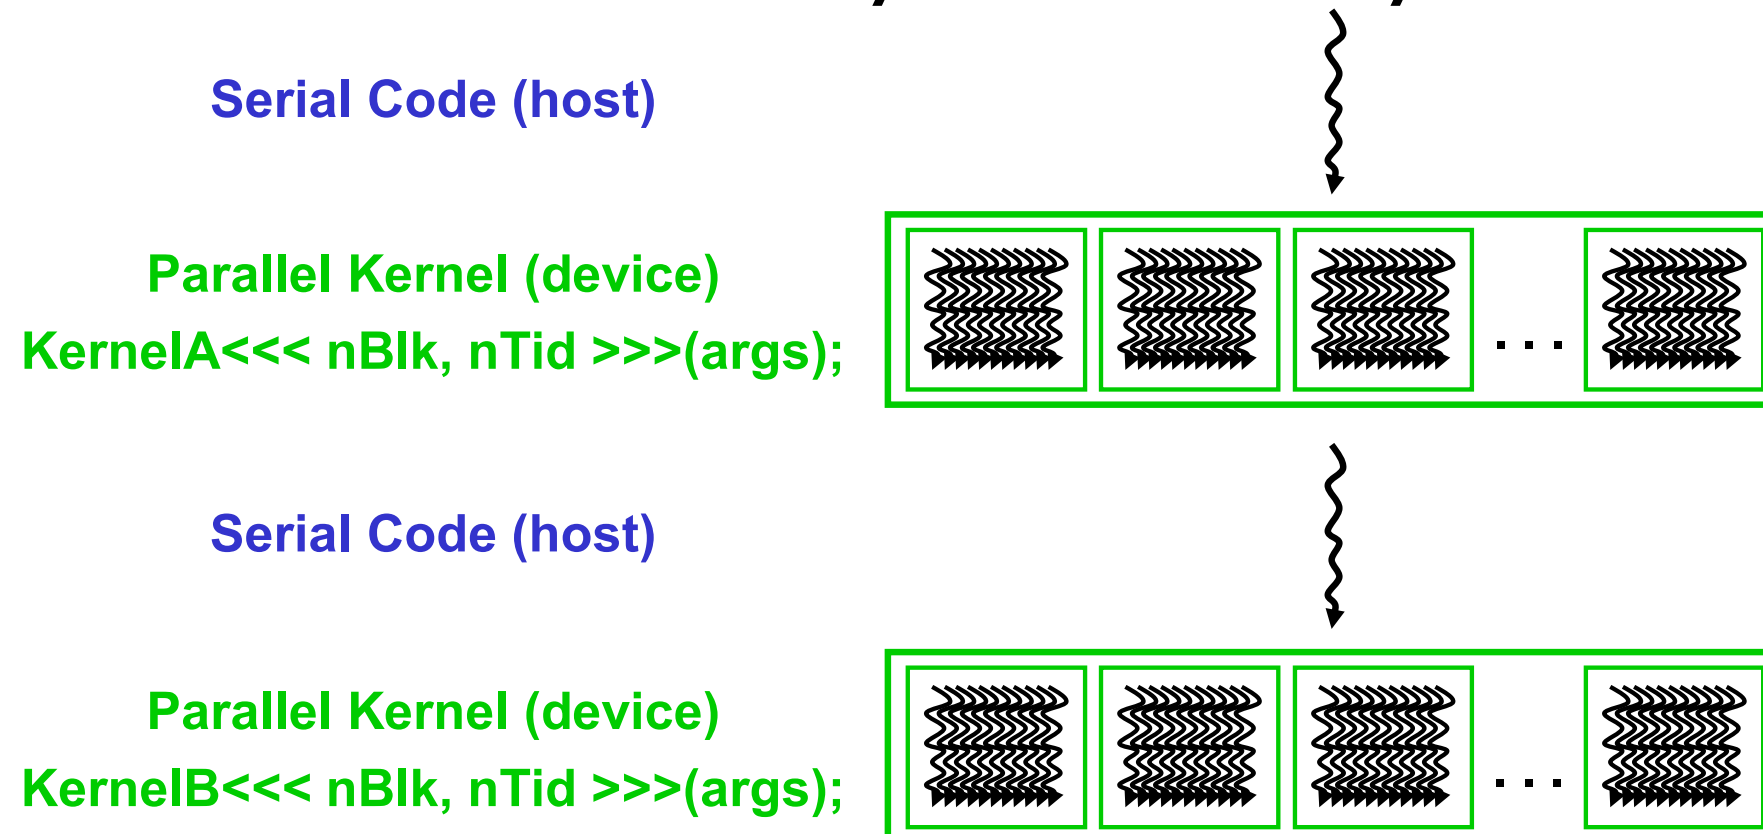 Serial Code (host)
Parallel Kernel (device)
KernelA<<< nBlk, nTid >>>(args);
. . .
Serial Code (host)
Parallel Kernel (device)
KernelB<<< nBlk, nTid >>>(args);
. . .